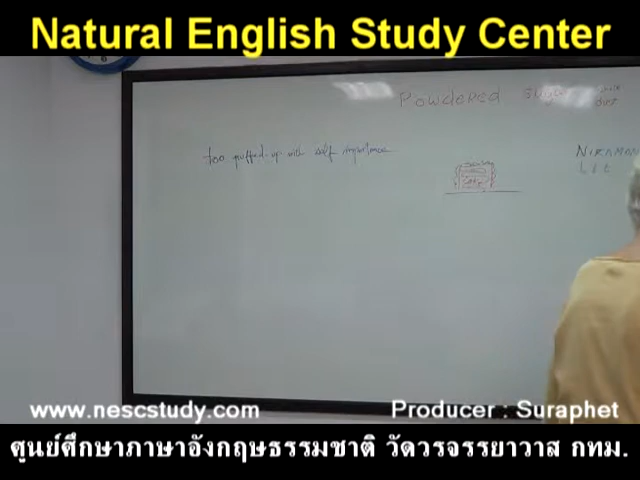 Natural English Study Center
Powdered
too puffed-up with self importance
NIRAMON
LEE
www.nescstudy.com
Producer : Suraphet
ศูนย์ศึกษาภาษาอังกฤษธรรมชาติ วัดวรจรรยาวาส กทม.